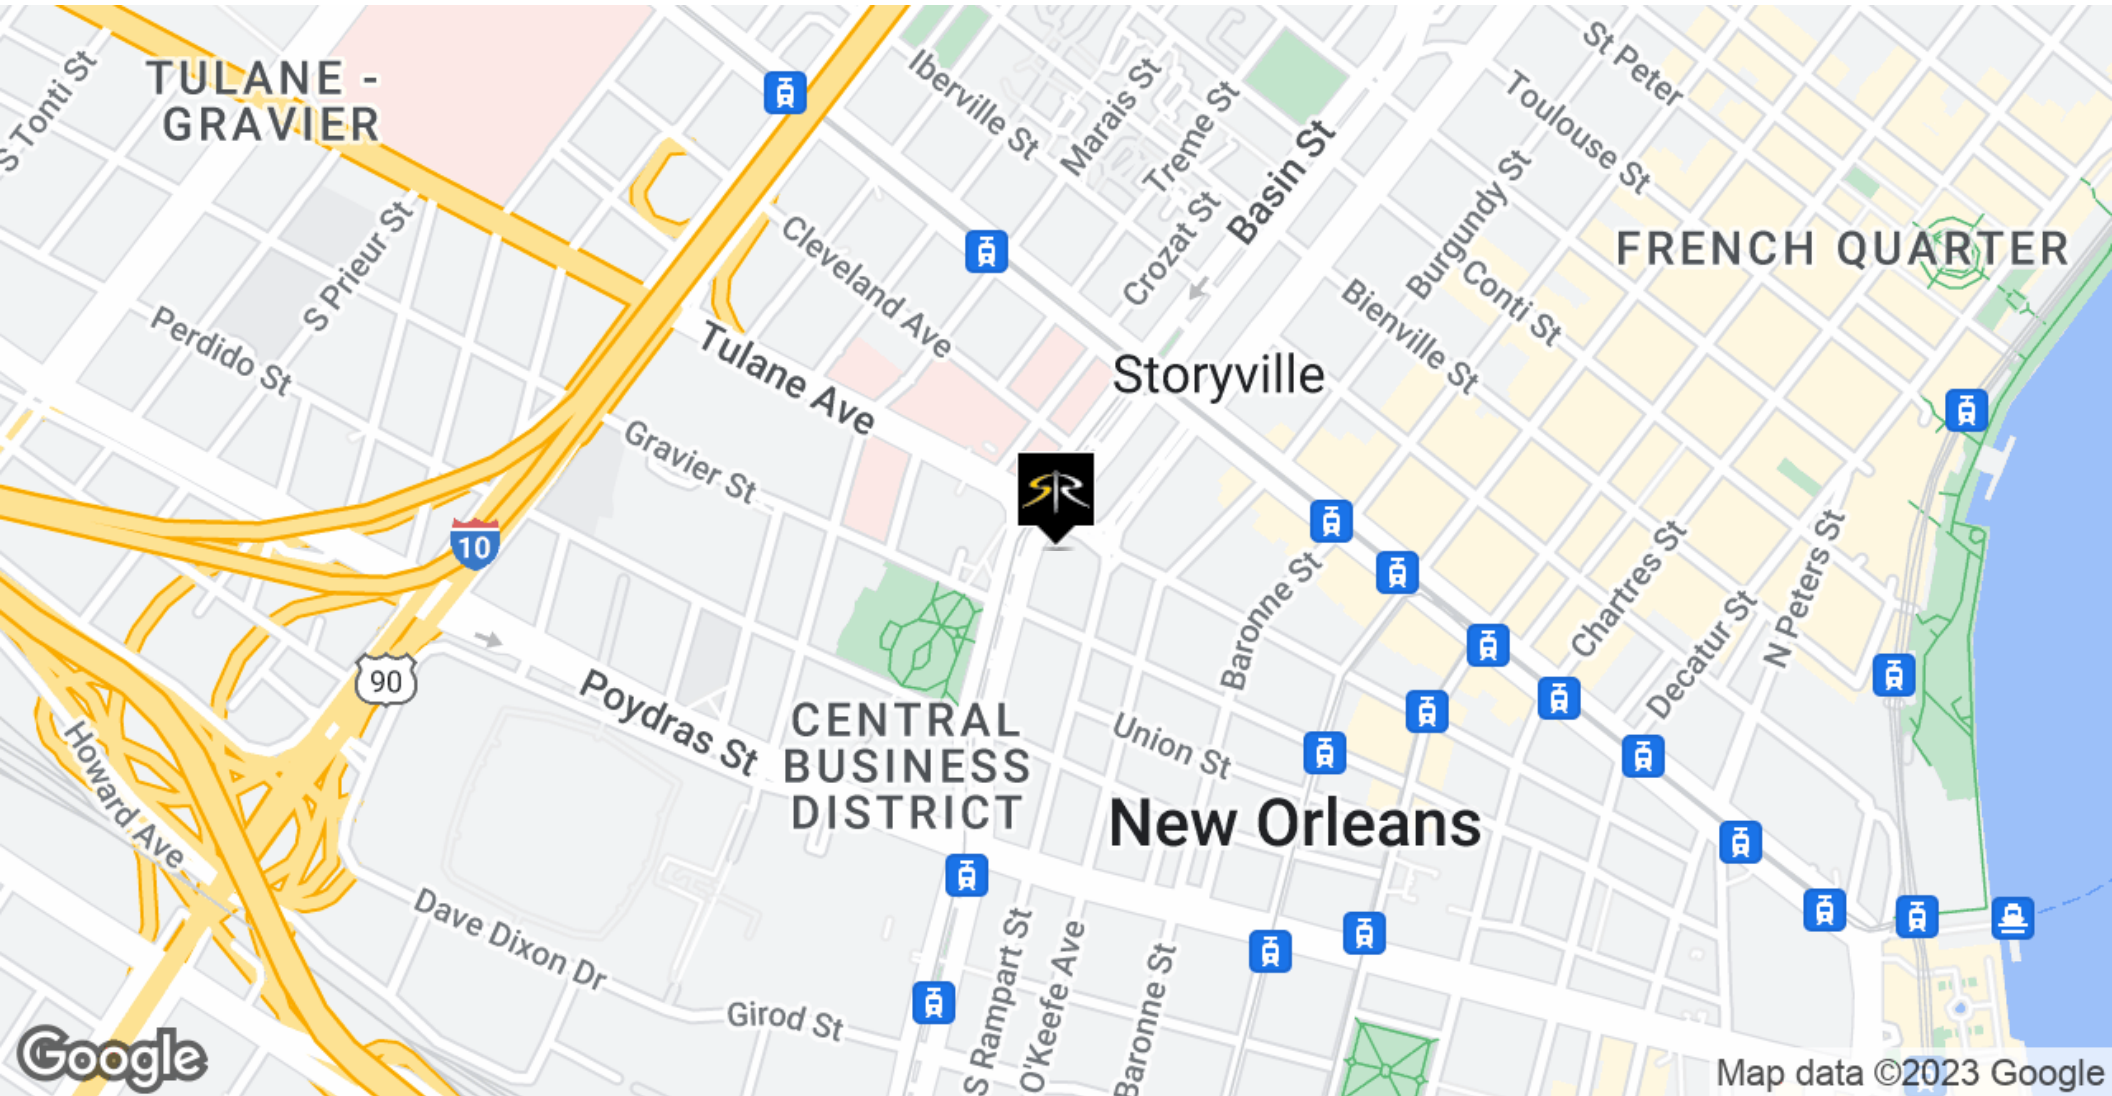 St Peter
S Tonti St
TULANE -
GRAVIER
Iberville St
Marais St
Treme St
Toulouse St
Basin St
Burgundy St
S Prieur St
Crozat St
Cleveland Ave
FRENCH QUARTER
Conti St
Bienville St
Perdido St
Tulane Ave
Storyville
Gravier St
SR
10
Chartres St
N Peters St
Baronne St
Decatur St
90
Poydras St
CENTRAL
BUSINESS
DISTRICT
Union St
Howard Ave
New Orleans
Dave Dixon Dr
S Rampart St
O'Keefe Ave
Baronne St
Girod St
Google
Map data ©2023 Google